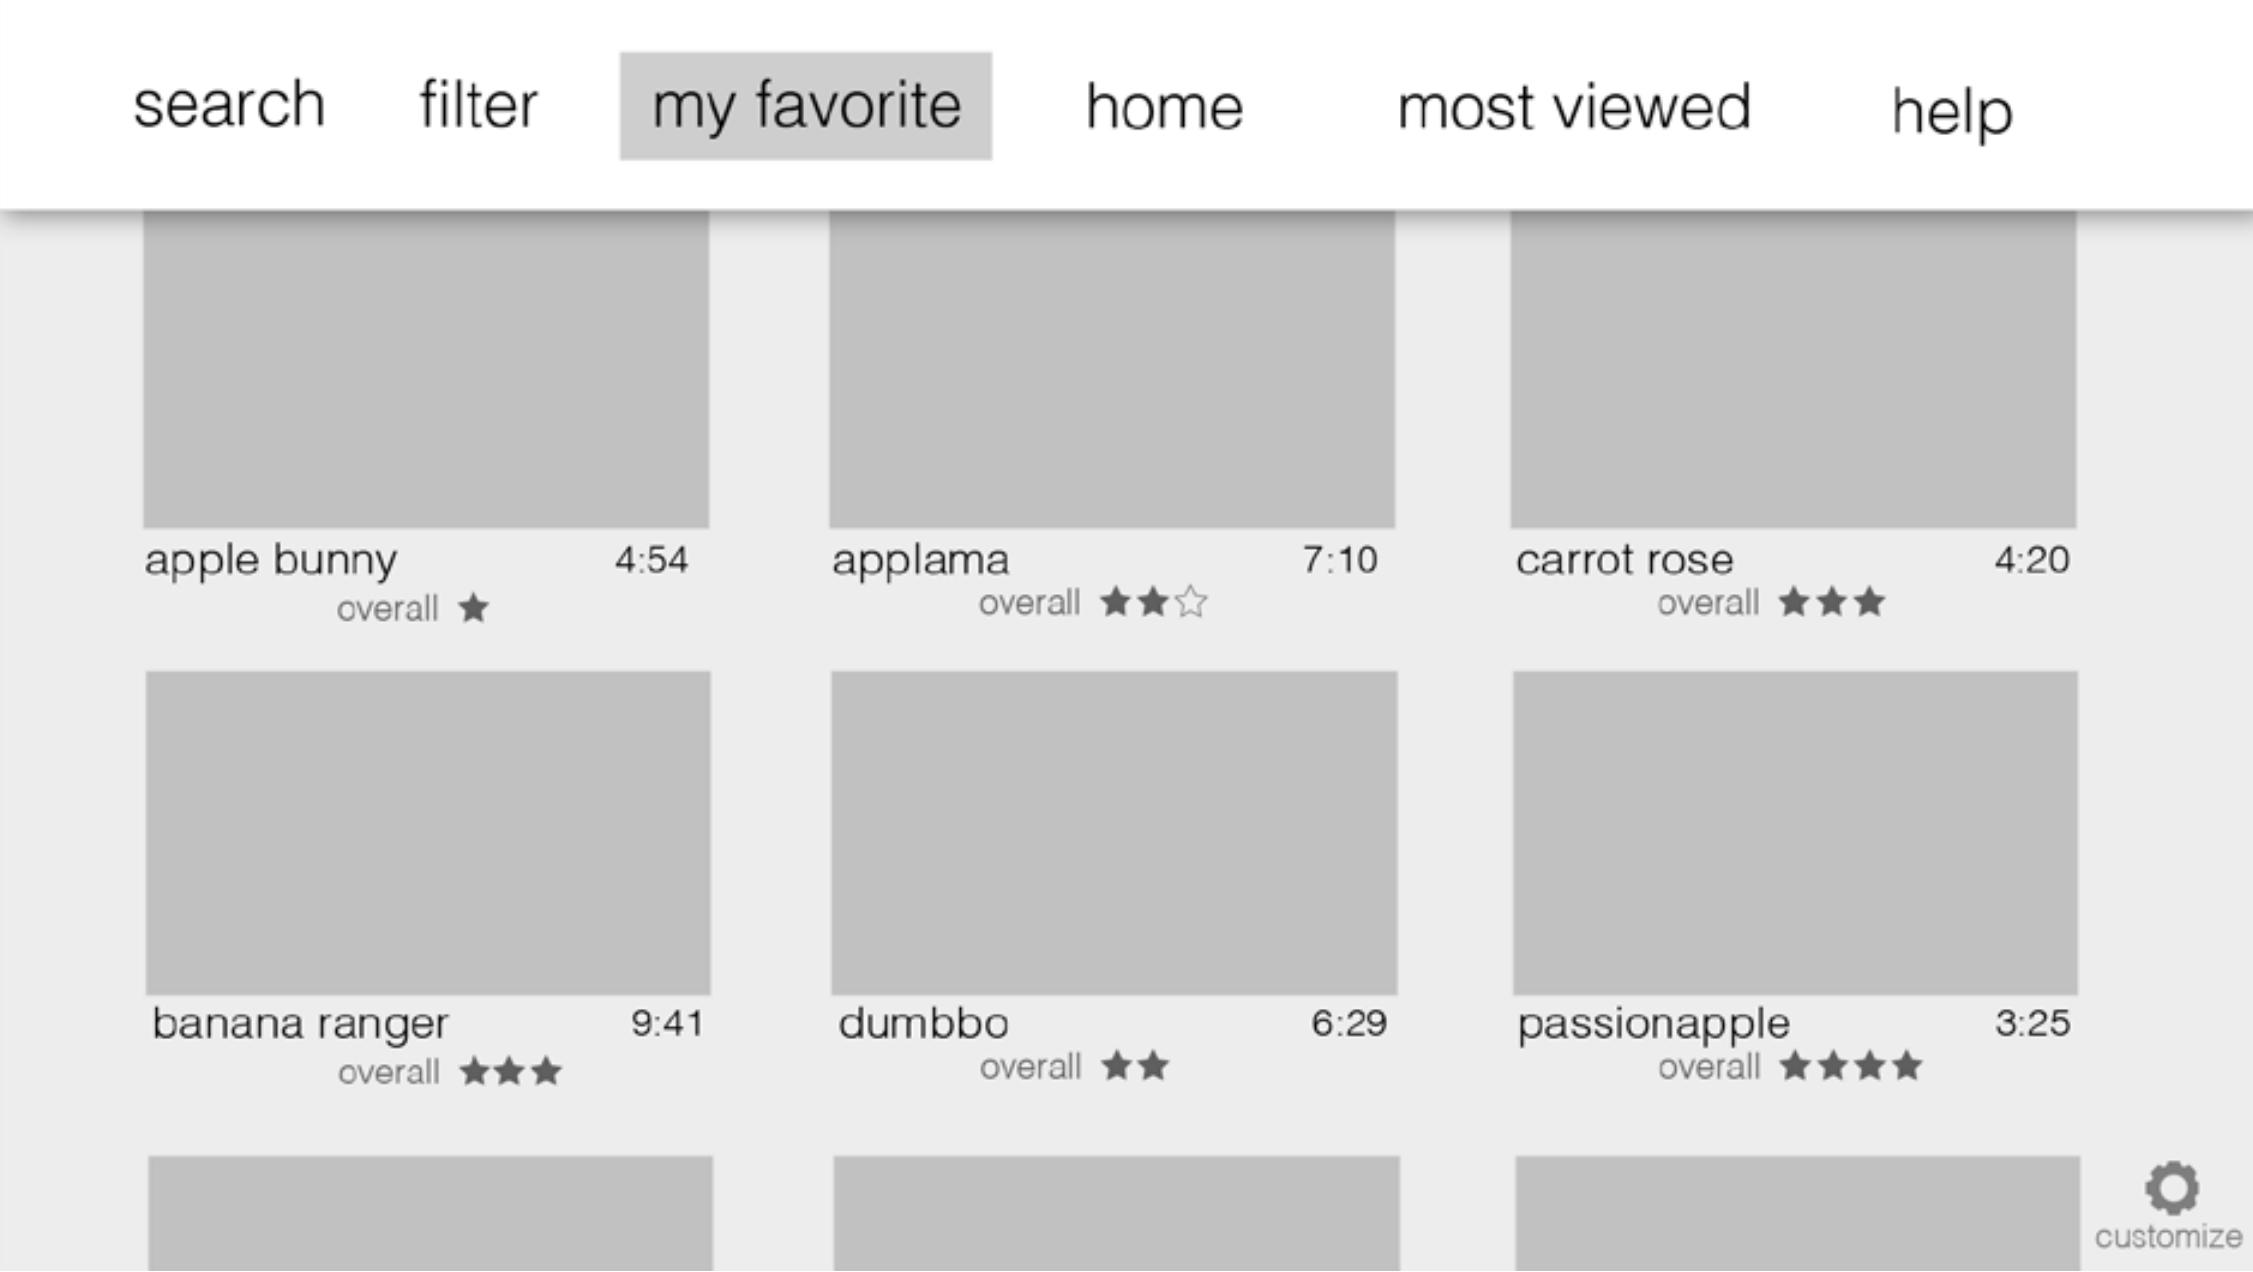 search filter my favorite home most viewed help
apple bunny 4:54
overall ★
applama 7:10
overall ★★☆
carrot rose 4:20
overall ★★★
banana ranger 9:41
overall ★★★
dumbbo 6:29
overall ★★
passionapple 3:25
overall ★★★★
customize